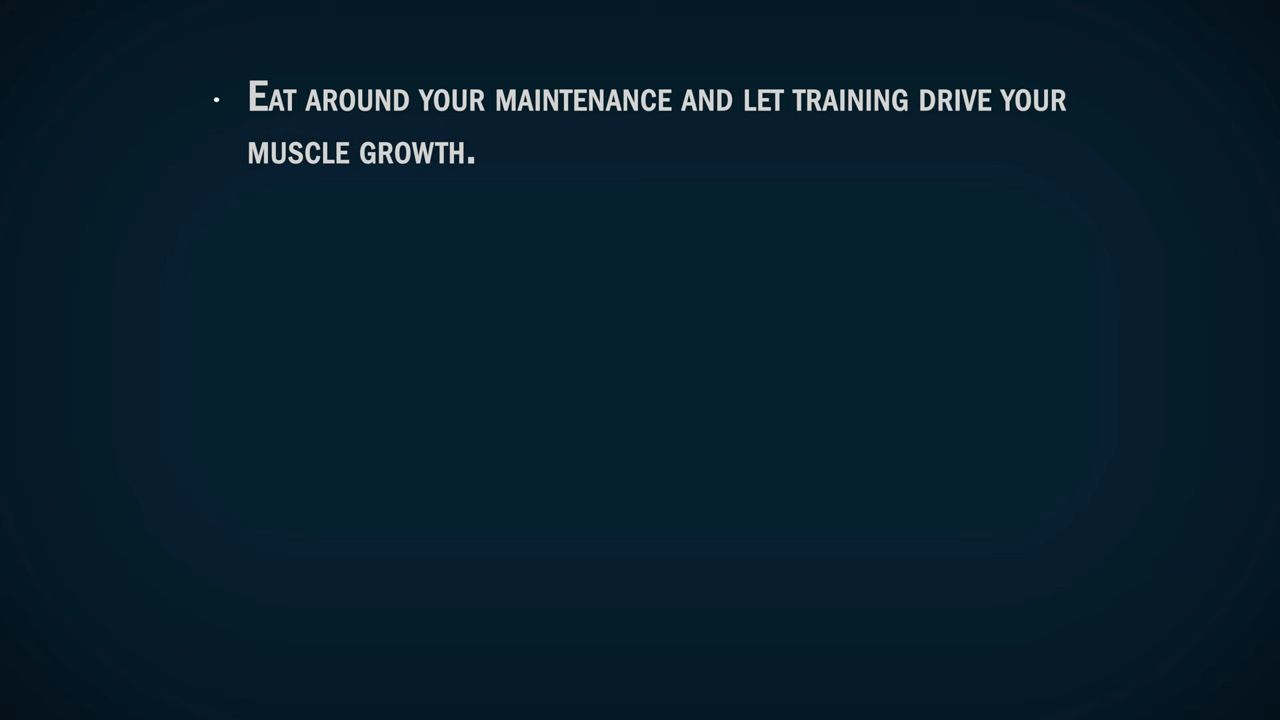 · Eat around your maintenance and let training drive your
muscle growth.